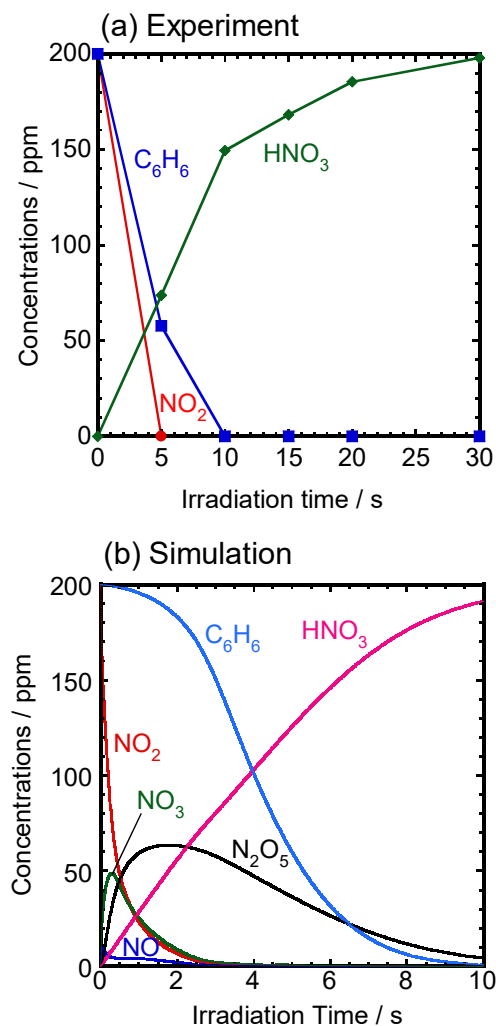 (a) Experiment
200
150
100
50
0
Concentrations / ppm
C₆H₆
HNO₃
NO₂
0 5 10 15 20 25 30
Irradiation time / s
(b) Simulation
200
150
100
50
0
Concentrations / ppm
C₆H₆
HNO₃
NO₂
NO₃
N₂O₅
NO
0 2 4 6 8 10
Irradiation Time / s